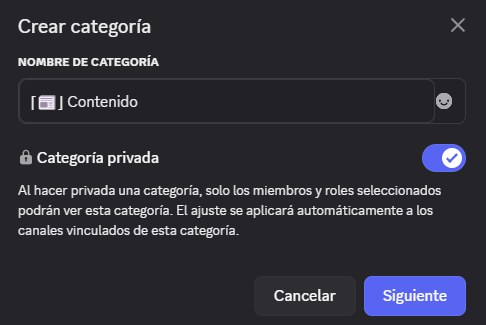 Crear categoría
NOMBRE DE CATEGORÍA
⌈📰⌋ Contenido
Categoría privada
Al hacer privada una categoría, solo los miembros y roles seleccionados
podrán ver esta categoría. El ajuste se aplicará automáticamente a los
canales vinculados de esta categoría.
Cancelar
Siguiente